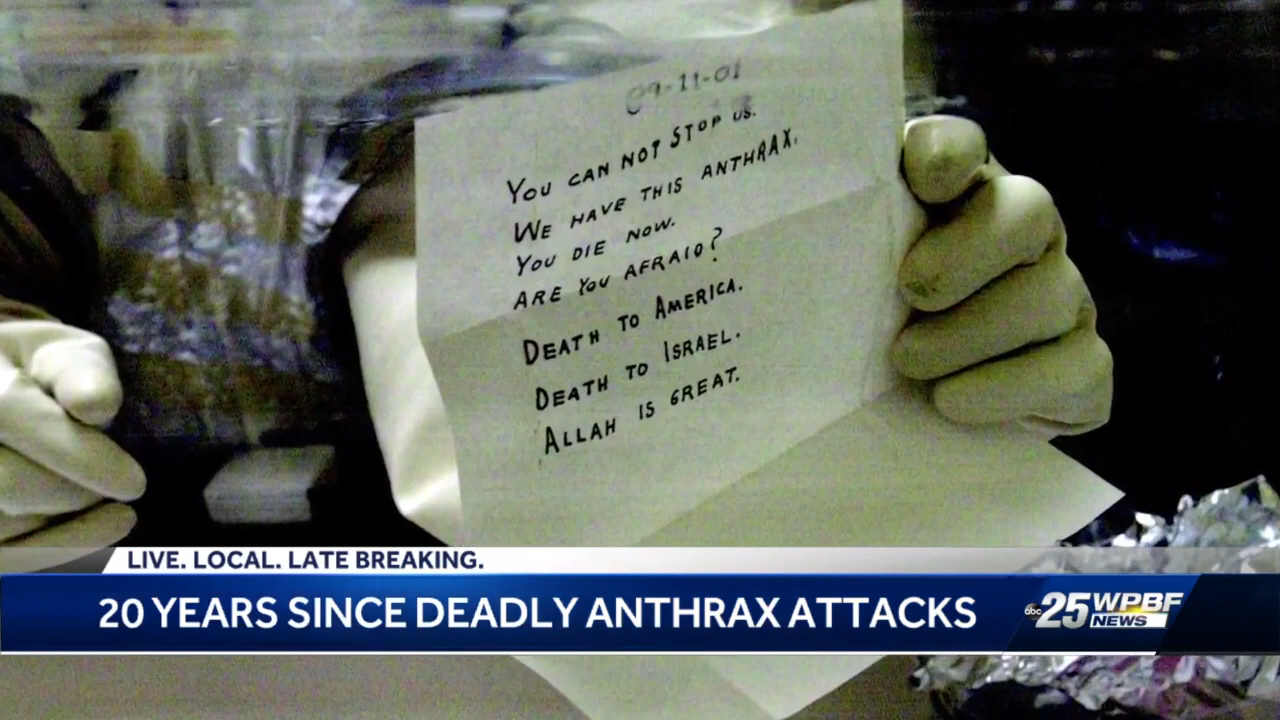 09-11-01
YOU CAN NOT STOP US.
WE HAVE THIS ANTHRAX.
YOU DIE NOW.
ARE YOU AFRAID?
DEATH TO AMERICA.
DEATH TO ISRAEL.
ALLAH IS GREAT.
LIVE. LOCAL. LATE BREAKING.
20 YEARS SINCE DEADLY ANTHRAX ATTACKS
abc 25 WPBF NEWS